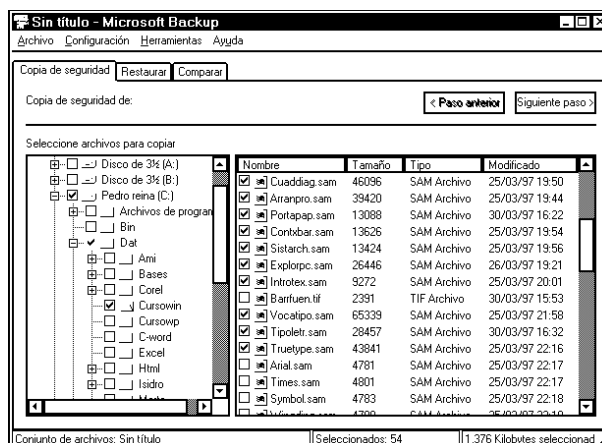 Sin título - Microsoft Backup
Archivo Configuración Herramientas Ayuda
Copia de seguridad Restaurar Comparar
Copia de seguridad de:
< Paso anterior Siguiente paso >
Seleccione archivos para copiar
Disco de 3½ (A:)
Disco de 3½ (B:)
Pedro reina (C:)
Archivos de program
Bin
Dat
Ami
Bases
Corel
Cursowin
Cursowp
C-word
Excel
Html
Isidro
Nombre Tamaño Tipo Modificado
Cuaddiag.sam 46096 SAM Archivo 25/03/97 19:50
Arranpro.sam 39420 SAM Archivo 25/03/97 19:44
Portapap.sam 13088 SAM Archivo 30/03/97 16:22
Contxbar.sam 13626 SAM Archivo 25/03/97 19:54
Sistarch.sam 13424 SAM Archivo 25/03/97 19:56
Explorpc.sam 26446 SAM Archivo 26/03/97 19:21
Introtex.sam 9272 SAM Archivo 25/03/97 20:01
Barrfuen.tif 2391 TIF Archivo 30/03/97 15:53
Vocatipo.sam 65339 SAM Archivo 25/03/97 21:58
Tipoletr.sam 28457 SAM Archivo 30/03/97 16:32
Truetype.sam 43841 SAM Archivo 25/03/97 22:16
Arial.sam 4781 SAM Archivo 25/03/97 22:17
Times.sam 4801 SAM Archivo 25/03/97 22:17
Symbol.sam 4783 SAM Archivo 25/03/97 22:18
Conjunto de archivos: Sin título Seleccionados: 54 1.376 Kilobytes seleccionad